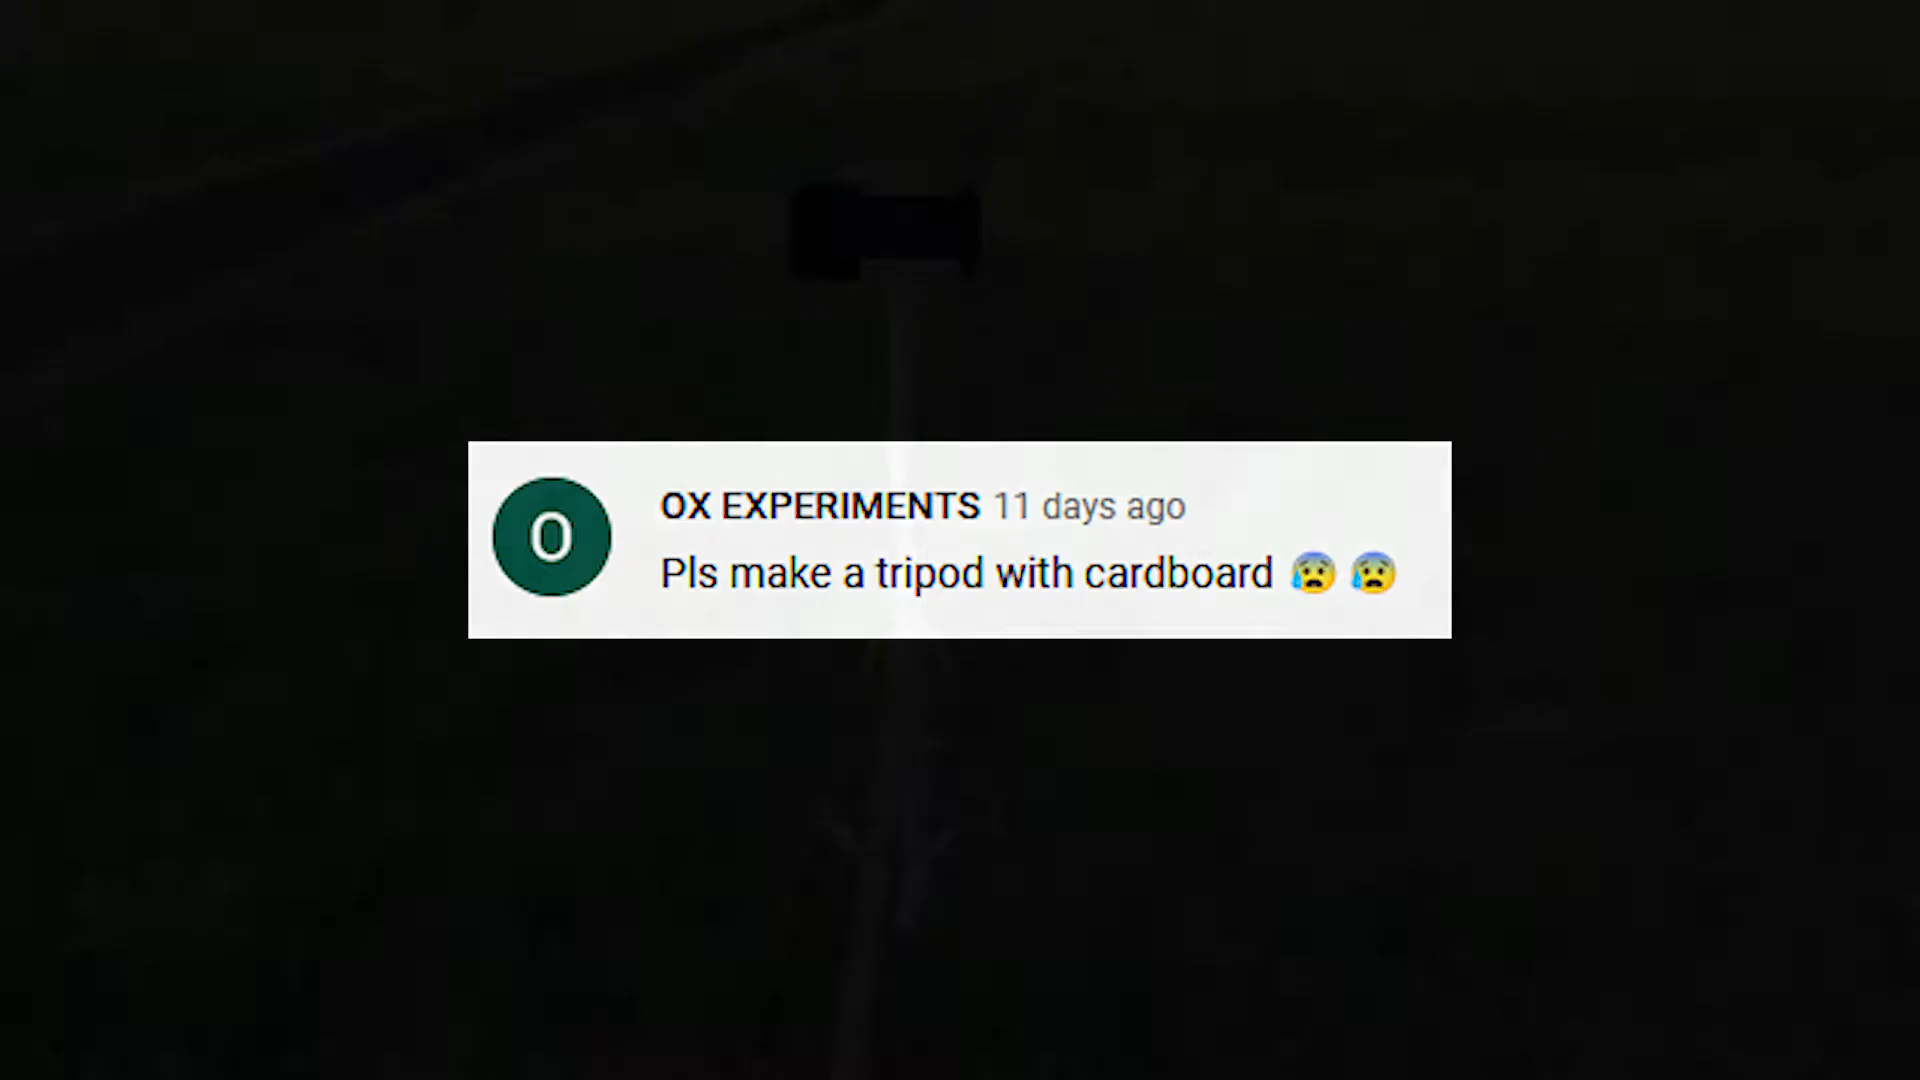 O
OX EXPERIMENTS 11 days ago
Pls make a tripod with cardboard 😰 😰